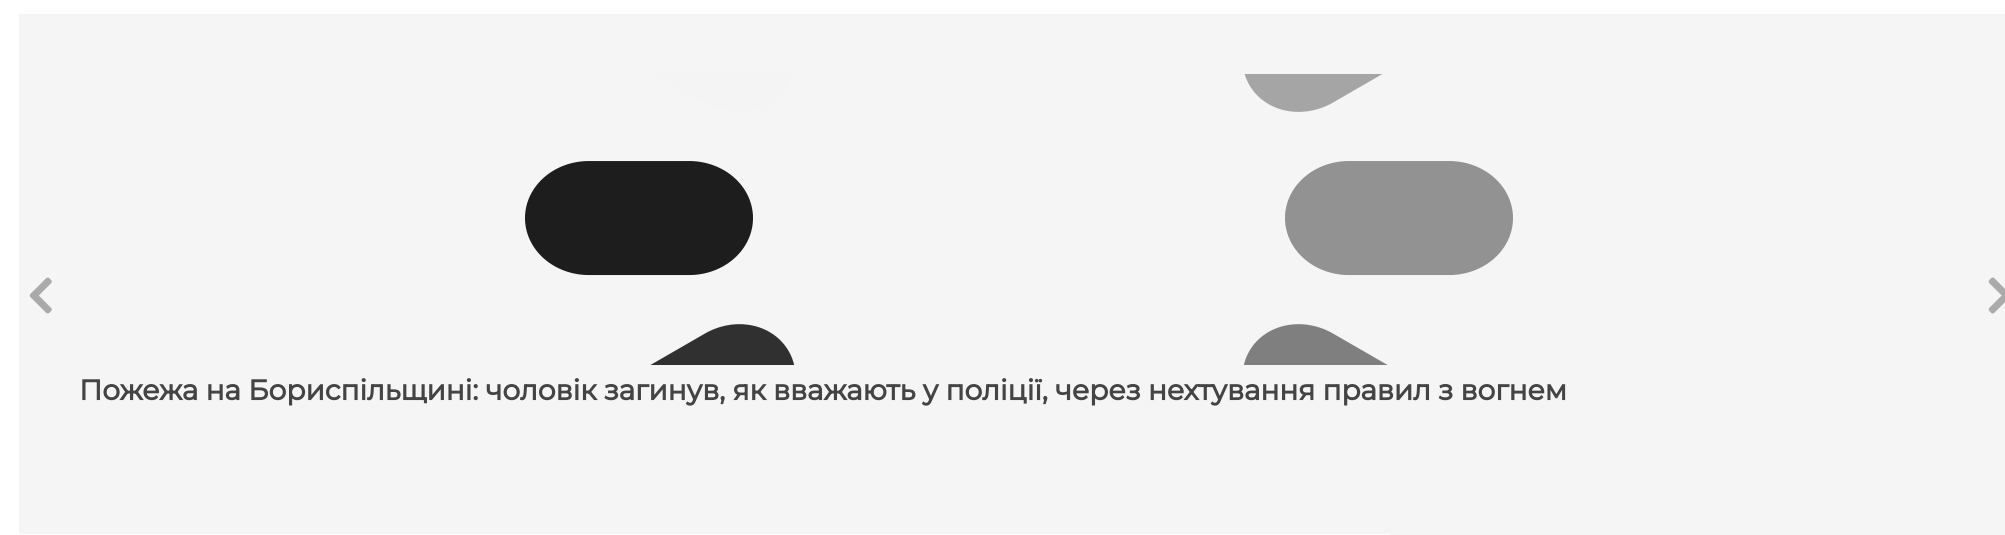 Пожежа на Бориспільщині: чоловік загинув, як вважають у поліції, через нехтування правил з вогнем